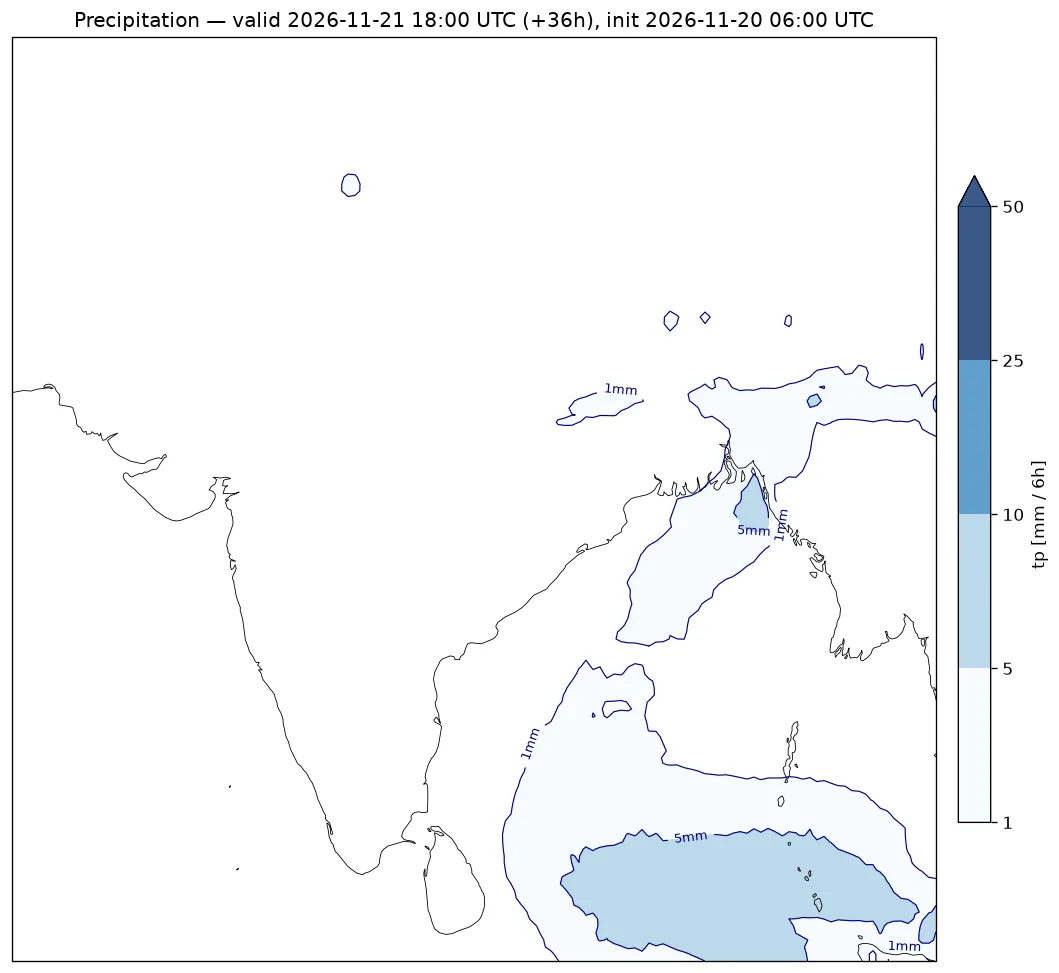 Precipitation — valid 2026-11-21 18:00 UTC (+36h), init 2026-11-20 06:00 UTC
50
25
10
5
1
tp [mm / 6h]
1mm
5mm
1mm
1mm
5mm
1mm